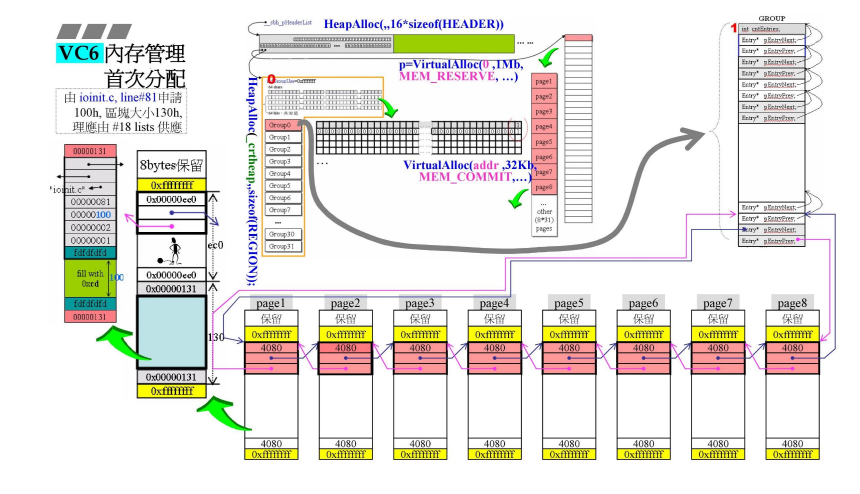 VC6 內存管理
首次分配
由 ioinit.c, line#81申請
100h, 區塊大小130h,
理應由 #18 lists 供應
_sbh_pHeaderList
HeapAlloc(,,16*sizeof(HEADER))
... ...
p=VirtualAlloc(0 ,1Mb,
MEM_RESERVE, …)
0
HeapAlloc(_crtheap,,sizeof(REGION));
Group0
Group1
Group2
Group3
Group4
Group5
Group6
Group7
...
Group30
Group31
...
VirtualAlloc(addr ,32Kb,
MEM_COMMIT,…)
page1
page2
page3
page4
page5
page6
page7
page8
...
other
(8*31)
pages
GROUP
1
int cntEntries;
Entry* pEntryNext;
Entry* pEntryPrev;
Entry* pEntryNext;
Entry* pEntryPrev;
Entry* pEntryNext;
Entry* pEntryPrev;
Entry* pEntryNext;
Entry* pEntryPrev;
Entry* pEntryNext;
Entry* pEntryPrev;
Entry* pEntryNext;
Entry* pEntryPrev;
00000131
"ioinit.c"
00000081
00000100
00000002
00000001
fdfdfdfd
fill with
0xcd
100
fdfdfdfd
00000131
8bytes保留
0xffffffff
0x00000ec0
ec0
0x00000ec0
0x00000131
130
0x00000131
0xffffffff
page1 page2 page3 page4 page5 page6 page7 page8
保留 保留 保留 保留 保留 保留 保留 保留
0xffffffff 0xffffffff 0xffffffff 0xffffffff 0xffffffff 0xffffffff 0xffffffff 0xffffffff
4080 4080 4080 4080 4080 4080 4080 4080
4080 4080 4080 4080 4080 4080 4080 4080
0xffffffff 0xffffffff 0xffffffff 0xffffffff 0xffffffff 0xffffffff 0xffffffff 0xffffffff